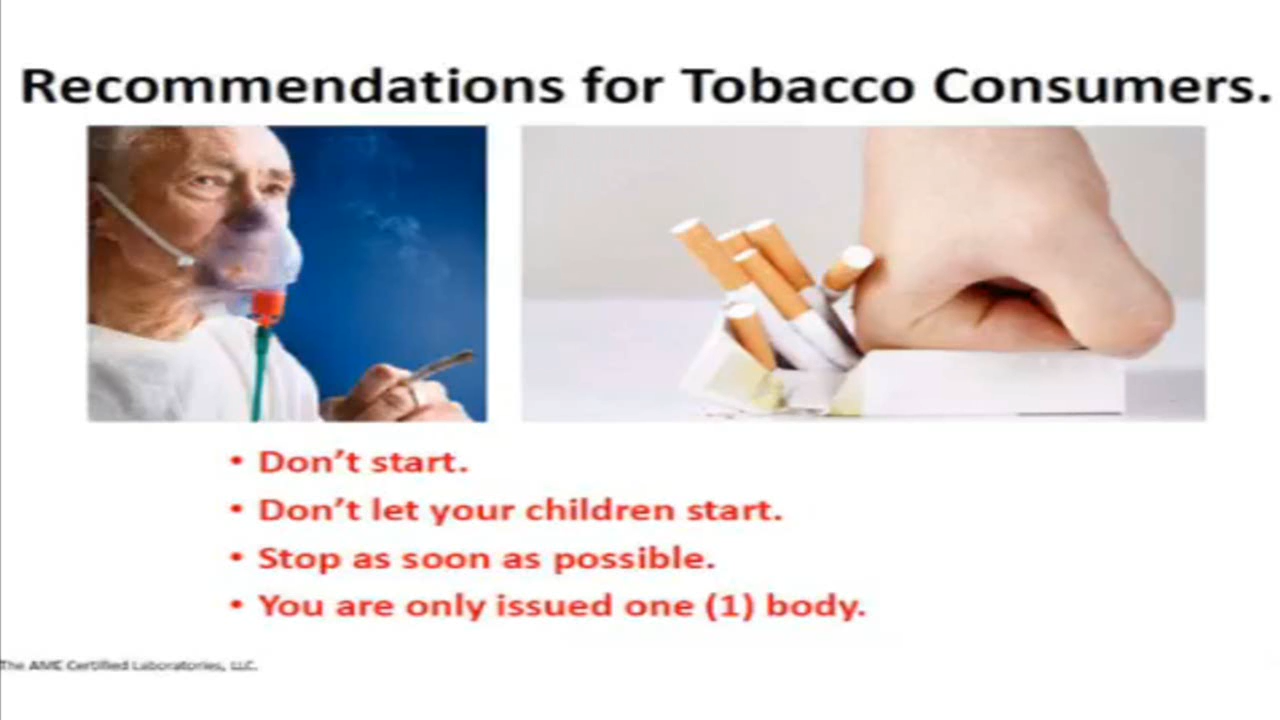 Recommendations for Tobacco Consumers.
• Don’t start.
• Don’t let your children start.
• Stop as soon as possible.
• You are only issued one (1) body.
The AME Certified Laboratories, LLC.